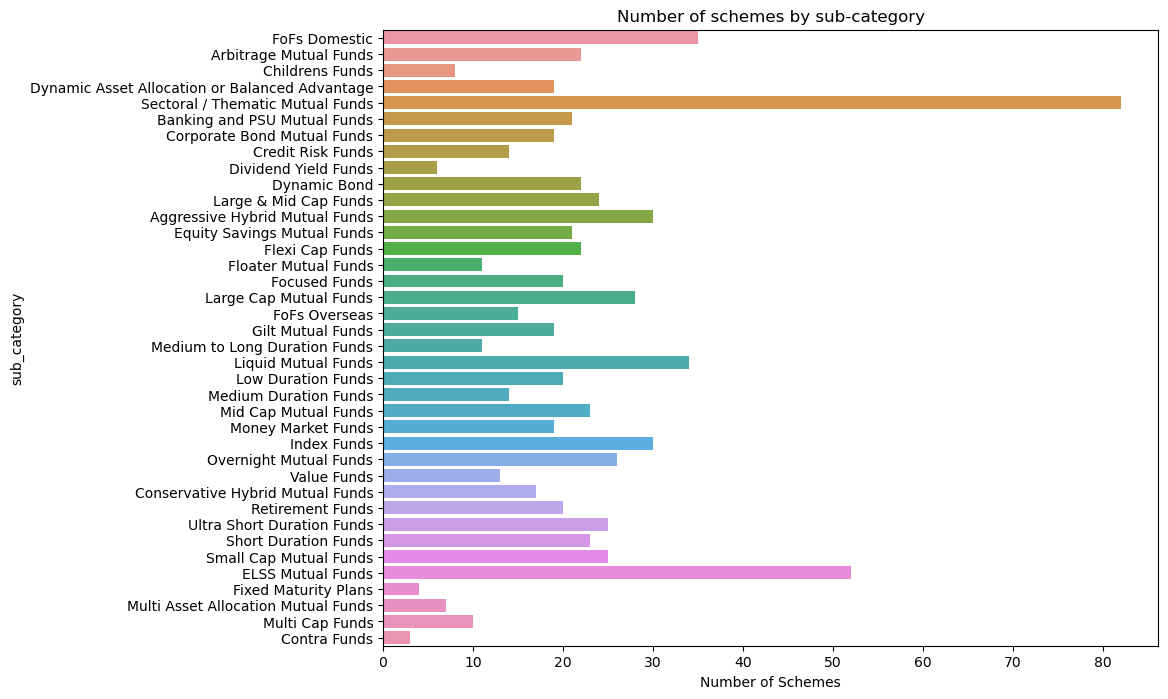 Number of schemes by sub-category
FoFs Domestic
Arbitrage Mutual Funds
Childrens Funds
Dynamic Asset Allocation or Balanced Advantage
Sectoral / Thematic Mutual Funds
Banking and PSU Mutual Funds
Corporate Bond Mutual Funds
Credit Risk Funds
Dividend Yield Funds
Dynamic Bond
Large & Mid Cap Funds
Aggressive Hybrid Mutual Funds
Equity Savings Mutual Funds
Flexi Cap Funds
Floater Mutual Funds
Focused Funds
Large Cap Mutual Funds
FoFs Overseas
Gilt Mutual Funds
Medium to Long Duration Funds
Liquid Mutual Funds
Low Duration Funds
Medium Duration Funds
Mid Cap Mutual Funds
Money Market Funds
Index Funds
Overnight Mutual Funds
Value Funds
Conservative Hybrid Mutual Funds
Retirement Funds
Ultra Short Duration Funds
Short Duration Funds
Small Cap Mutual Funds
ELSS Mutual Funds
Fixed Maturity Plans
Multi Asset Allocation Mutual Funds
Multi Cap Funds
Contra Funds
sub_category
0 10 20 30 40 50 60 70 80
Number of Schemes